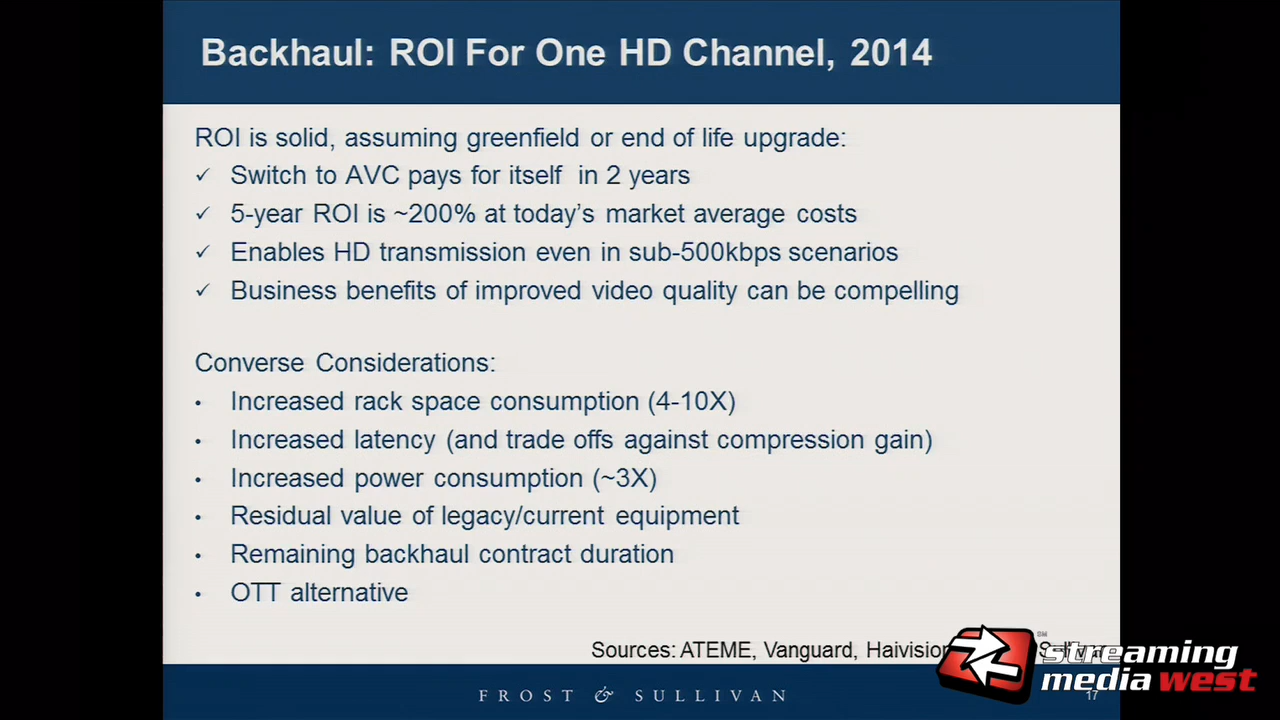 Backhaul: ROI For One HD Channel, 2014
ROI is solid, assuming greenfield or end of life upgrade:
✓ Switch to AVC pays for itself in 2 years
✓ 5-year ROI is ~200% at today's market average costs
✓ Enables HD transmission even in sub-500kbps scenarios
✓ Business benefits of improved video quality can be compelling
Converse Considerations:
• Increased rack space consumption (4-10X)
• Increased latency (and trade offs against compression gain)
• Increased power consumption (~3X)
• Residual value of legacy/current equipment
• Remaining backhaul contract duration
• OTT alternative
Sources: ATEME, Vanguard, Haivision
FROST & SULLIVAN
17
SM
streaming
media west